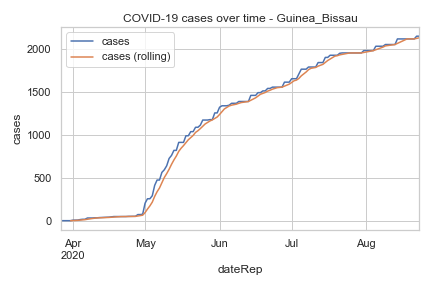 COVID-19 cases over time - Guinea_Bissau
cases
cases (rolling)
2000
1500
1000
500
0
cases
Apr
2020
May
Jun
Jul
Aug
dateRep